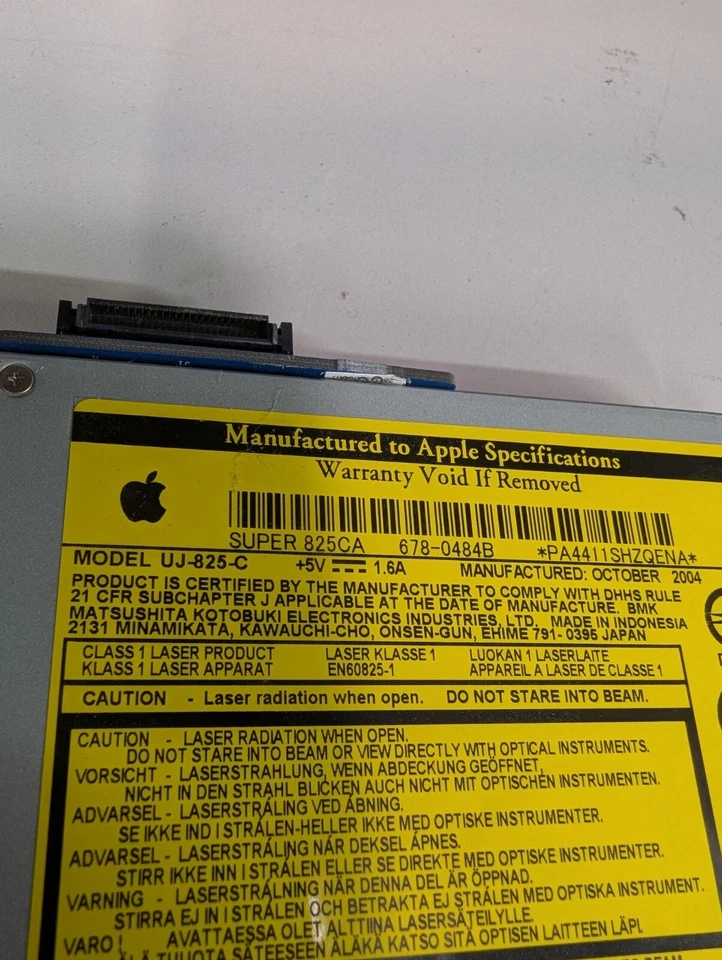 Manufactured to Apple Specifications
Warranty Void If Removed
SUPER 825CA 678-0484B *PA4411SHZQENA*
MODEL UJ-825-C +5V 1.6A MANUFACTURED: OCTOBER 2004
PRODUCT IS CERTIFIED BY THE MANUFACTURER TO COMPLY WITH DHHS RULE
21 CFR SUBCHAPTER J APPLICABLE AT THE DATE OF MANUFACTURE. BMK
MATSUSHITA KOTOBUKI ELECTRONICS INDUSTRIES, LTD, MADE IN INDONESIA
2131 MINAMIKATA, KAWAUCHI-CHO, ONSEN-GUN, EHIME 791-0395 JAPAN
CLASS 1 LASER PRODUCT LASER KLASSE 1 LUOKAN 1 LASERLAITE
KLASS 1 LASER APPARAT EN60825-1 APPAREIL A LASER DE CLASSE 1
CAUTION - Laser radiation when open. DO NOT STARE INTO BEAM.
CAUTION - LASER RADIATION WHEN OPEN.
DO NOT STARE INTO BEAM OR VIEW DIRECTLY WITH OPTICAL INSTRUMENTS.
VORSICHT - LASERSTRAHLUNG, WENN ABDECKUNG GEÖFFNET,
NICHT IN DEN STRAHL BLICKEN AUCH NICHT MIT OPTISCHEN INSTRUMENTEN.
ADVARSEL - LASERSTRÅLING VED ÅBNING.
SE IKKE IND I STRÅLEN-HELLER IKKE MED OPTISKE INSTRUMENTER.
ADVARSEL - LASERSTRÅLING NÅR DEKSEL ÅPNES.
STIRR IKKE INN I STRÅLEN ELLER SE DIREKTE MED OPTISKE INSTRUMENTER.
VARNING - LASERSTRÅLNING NÄR DENNA DEL ÄR ÖPPNAD.
STIRRA EJ IN I STRÅLEN OCH BETRAKTA EJ STRÅLEN MED OPTISKA INSTRUMENT.
VARO! AVATTAESSA OLET ALTTIINA LASERSÄTEILYLLE.
ÄLÄ TUIJOTA SÄTEESEEN ÄLÄKÄ KATSO SITÄ OPTISEN LAITTEEN LÄPI.